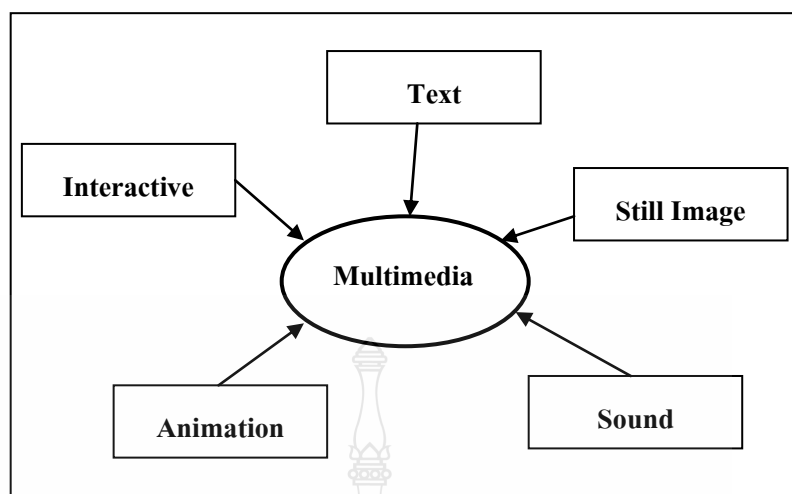 Text
Interactive
Still Image
Multimedia
Animation
Sound